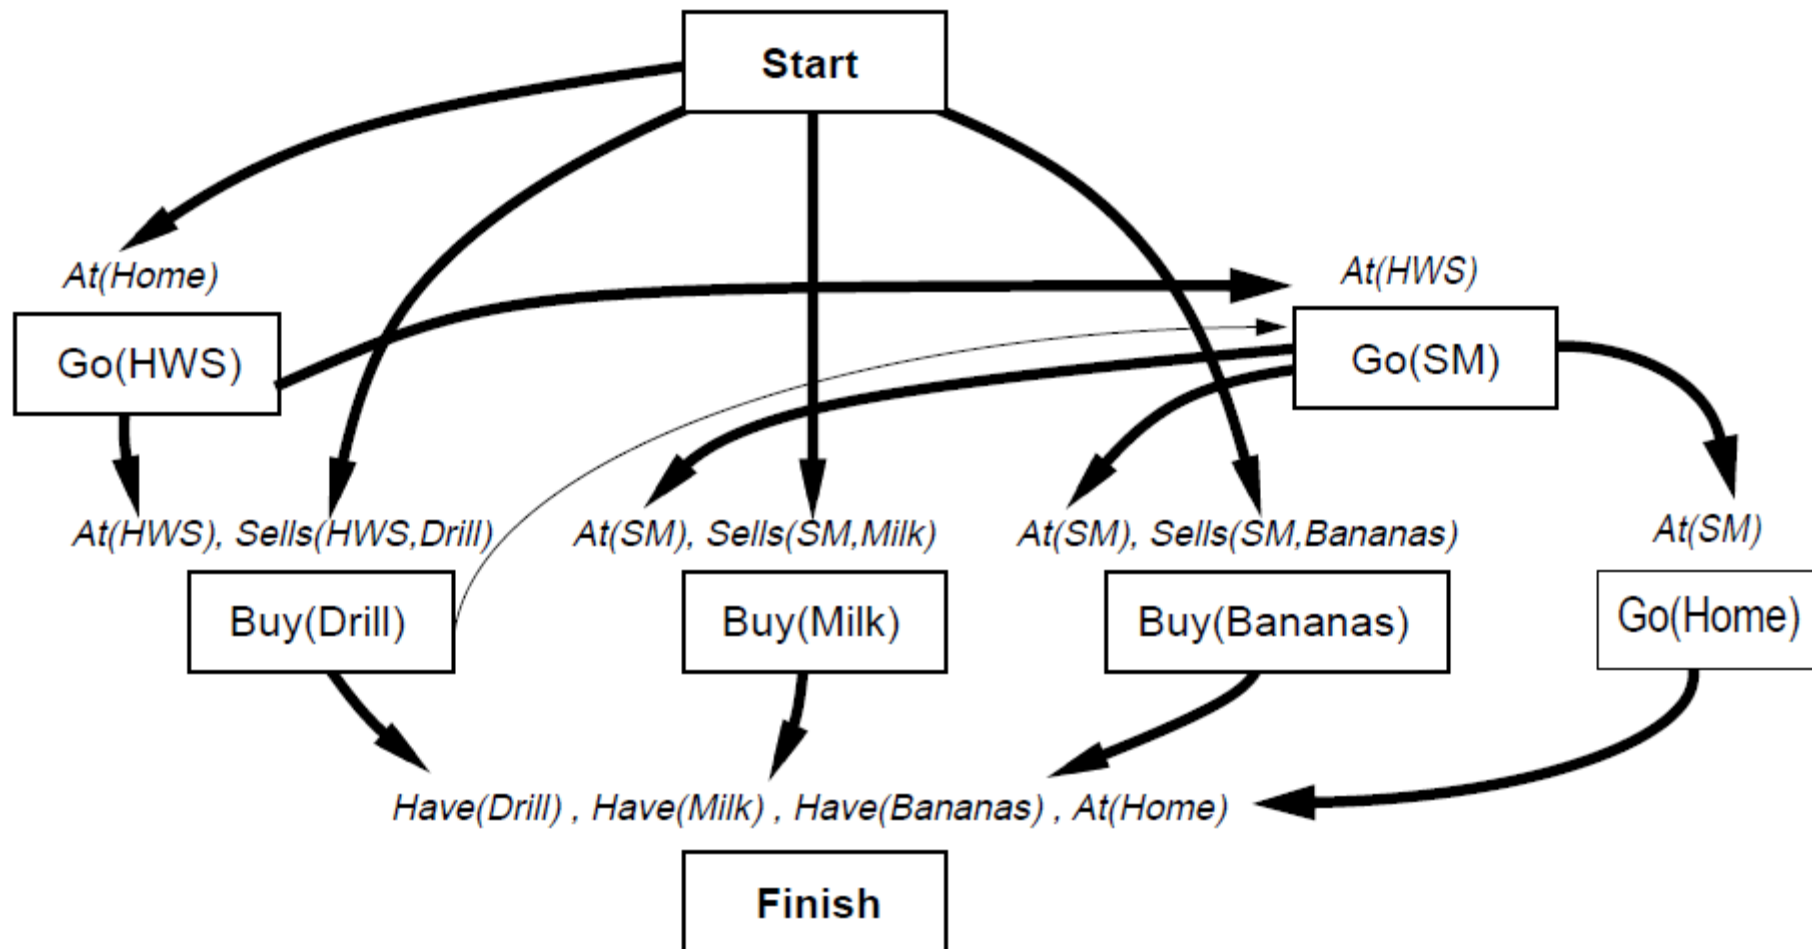 Start
At(Home)
At(HWS)
Go(HWS)
Go(SM)
At(HWS), Sells(HWS,Drill)
At(SM), Sells(SM,Milk)
At(SM), Sells(SM,Bananas)
At(SM)
Buy(Drill)
Buy(Milk)
Buy(Bananas)
Go(Home)
Have(Drill) , Have(Milk) , Have(Bananas) , At(Home)
Finish